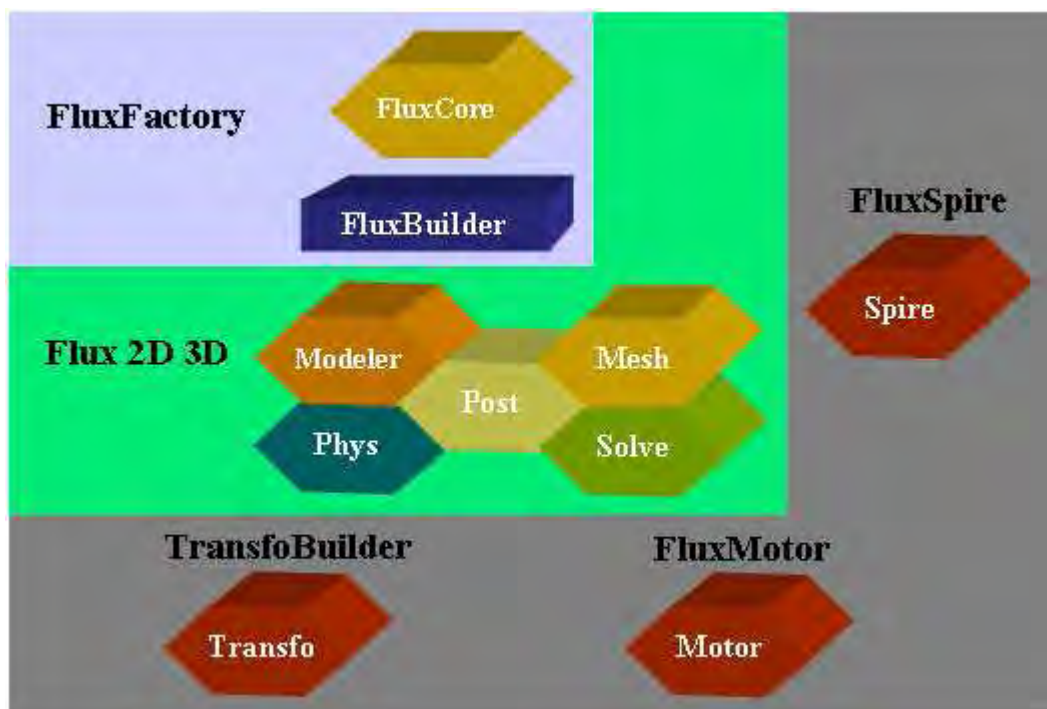 FluxFactory
FluxCore
FluxBuilder
FluxSpire
Spire
Flux 2D 3D
Modeler
Mesh
Post
Phys
Solve
TransfoBuilder
FluxMotor
Transfo
Motor